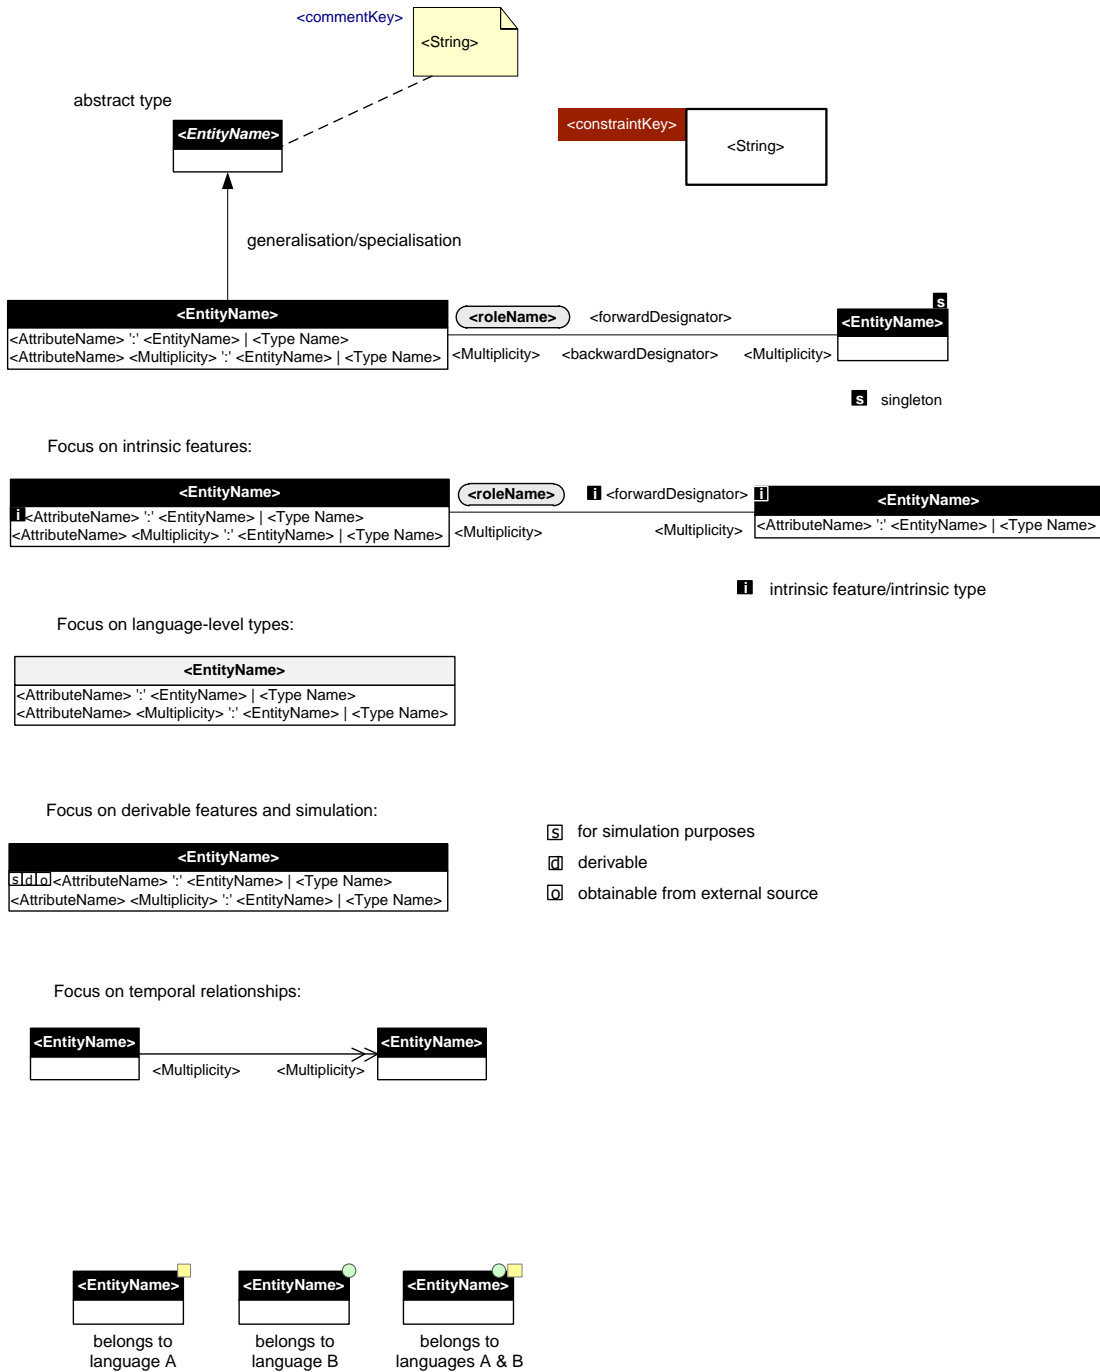 <commentKey>
<String>
abstract type
<EntityName>
<constraintKey>
<String>
generalisation/specialisation
<EntityName>
<AttributeName> ':' <EntityName> | <Type Name>
<AttributeName> <Multiplicity> ':' <EntityName> | <Type Name>
<roleName>
<forwardDesignator>
<Multiplicity>
<backwardDesignator>
<Multiplicity>
s
<EntityName>
s singleton
Focus on intrinsic features:
<EntityName>
i <AttributeName> ':' <EntityName> | <Type Name>
<AttributeName> <Multiplicity> ':' <EntityName> | <Type Name>
<roleName>
i <forwardDesignator>
<Multiplicity>
<Multiplicity>
i
<EntityName>
<AttributeName> ':' <EntityName> | <Type Name>
i intrinsic feature/intrinsic type
Focus on language-level types:
<EntityName>
<AttributeName> ':' <EntityName> | <Type Name>
<AttributeName> <Multiplicity> ':' <EntityName> | <Type Name>
Focus on derivable features and simulation:
<EntityName>
s d o <AttributeName> ':' <EntityName> | <Type Name>
<AttributeName> <Multiplicity> ':' <EntityName> | <Type Name>
s for simulation purposes
d derivable
o obtainable from external source
Focus on temporal relationships:
<EntityName>
<Multiplicity>
<Multiplicity>
<EntityName>
<EntityName>
belongs to
language A
<EntityName>
belongs to
language B
<EntityName>
belongs to
languages A & B